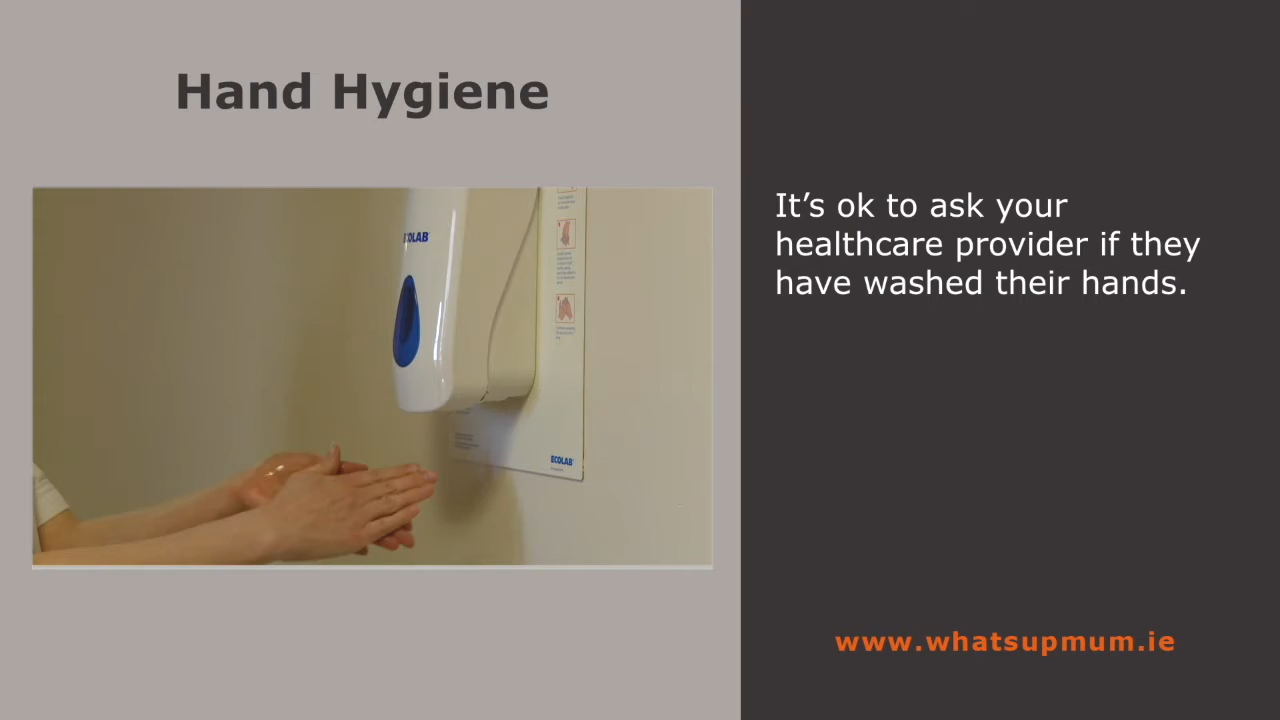 Hand Hygiene
ECOLAB
ECOLAB
It’s ok to ask your
healthcare provider if they
have washed their hands.
www.whatsupmum.ie